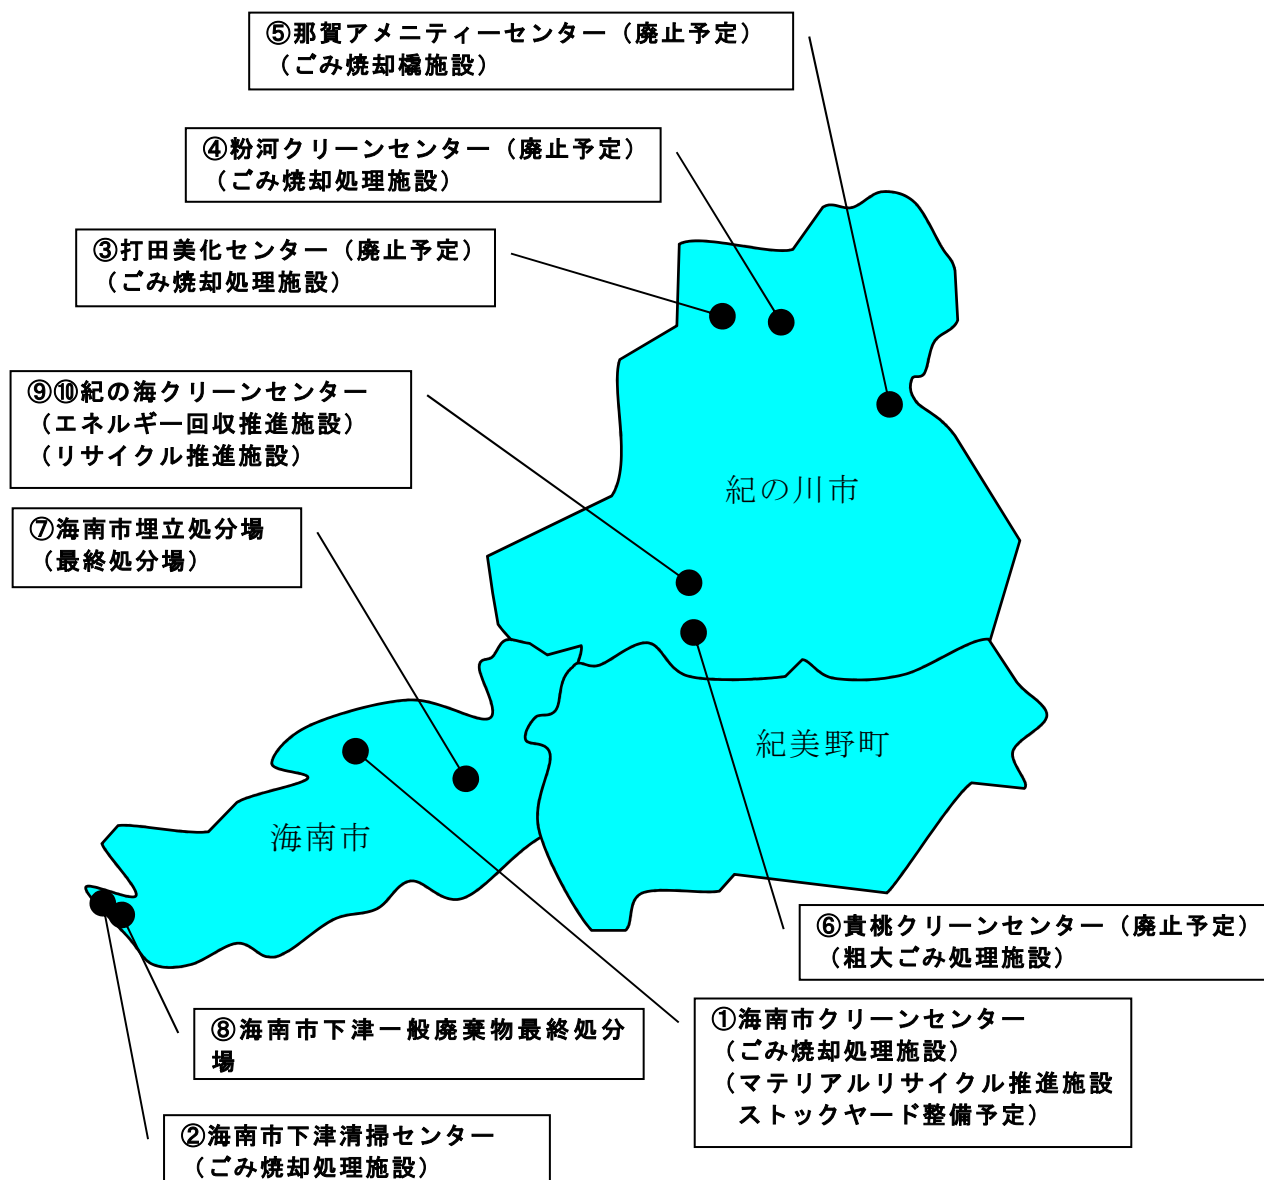 ⑤那賀アメニティーセンター（廃止予定）
（ごみ焼却橇施設）
④粉河クリーンセンター（廃止予定）
（ごみ焼却処理施設）
③打田美化センター（廃止予定）
（ごみ焼却処理施設）
⑨⑩紀の海クリーンセンター
（エネルギー回収推進施設）
（リサイクル推進施設）
⑦海南市埋立処分場
（最終処分場）
紀の川市
紀美野町
海南市
⑥貴桃クリーンセンター（廃止予定）
（粗大ごみ処理施設）
①海南市クリーンセンター
（ごみ焼却処理施設）
（マテリアルリサイクル推進施設
ストックヤード整備予定）
⑧海南市下津一般廃棄物最終処分
場
②海南市下津清掃センター
（ごみ焼却処理施設）